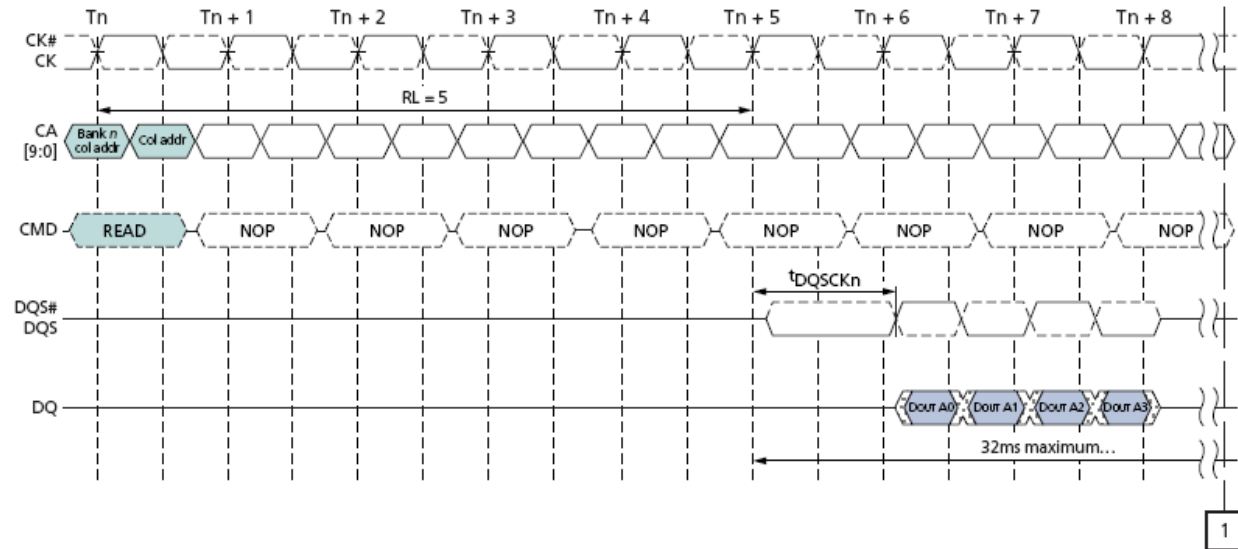 Tn Tn + 1 Tn + 2 Tn + 3 Tn + 4 Tn + 5 Tn + 6 Tn + 7 Tn + 8
CK#
CK
RL = 5
CA
[9:0]
Bank n
col addr
Col addr
CMD READ NOP NOP NOP NOP NOP NOP NOP NOP
tDQSCKn
DQS#
DQS
DQ DOUT A0 DOUT A1 DOUT A2 DOUT A3
32ms maximum...
1